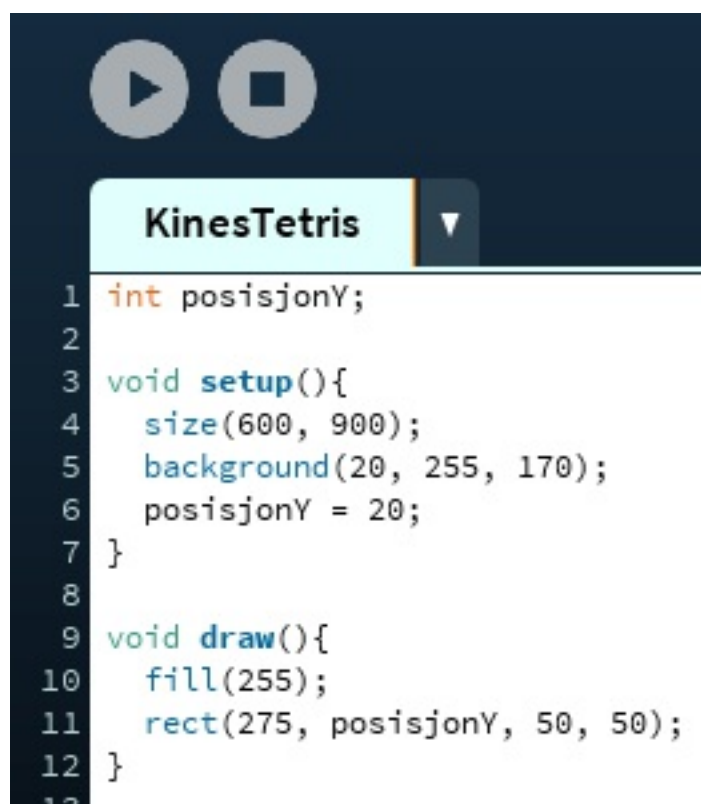 KinesTetris ▼
1 int posisjonY;
2
3 void setup(){
4   size(600, 900);
5   background(20, 255, 170);
6   posisjonY = 20;
7 }
8
9 void draw(){
10   fill(255);
11   rect(275, posisjonY, 50, 50);
12 }